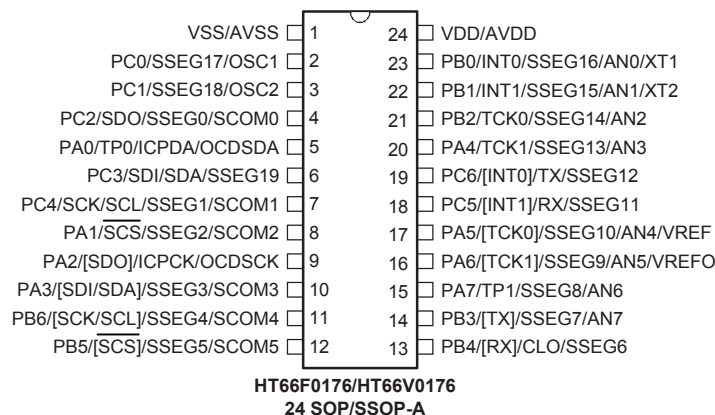 VSS/AVSS 1 24 VDD/AVDD
PC0/SSEG17/OSC1 2 23 PB0/INT0/SSEG16/AN0/XT1
PC1/SSEG18/OSC2 3 22 PB1/INT1/SSEG15/AN1/XT2
PC2/SDO/SSEG0/SCOM0 4 21 PB2/TCK0/SSEG14/AN2
PA0/TP0/ICPDA/OCDSDA 5 20 PA4/TCK1/SSEG13/AN3
PC3/SDI/SDA/SSEG19 6 19 PC6/[INT0]/TX/SSEG12
PC4/SCK/SCL/SSEG1/SCOM1 7 18 PC5/[INT1]/RX/SSEG11
PA1/SCS/SSEG2/SCOM2 8 17 PA5/[TCK0]/SSEG10/AN4/VREF
PA2/[SDO]/ICPCK/OCDSCK 9 16 PA6/[TCK1]/SSEG9/AN5/VREFO
PA3/[SDI/SDA]/SSEG3/SCOM3 10 15 PA7/TP1/SSEG8/AN6
PB6/[SCK/SCL]/SSEG4/SCOM4 11 14 PB3/[TX]/SSEG7/AN7
PB5/[SCS]/SSEG5/SCOM5 12 13 PB4/[RX]/CLO/SSEG6
HT66F0176/HT66V0176
24 SOP/SSOP-A